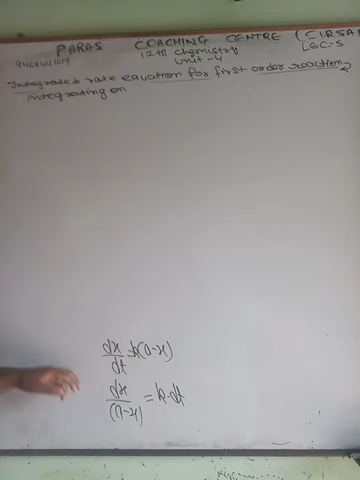 PARAS COACHING CENTRE (SIRSA)
9468441019 12th Chemistry LEC-5
Unit-4
Integrated rate equation for first order reaction
Integrating on
dx/dt = k(a-x)
dx/(a-x) = k.dt